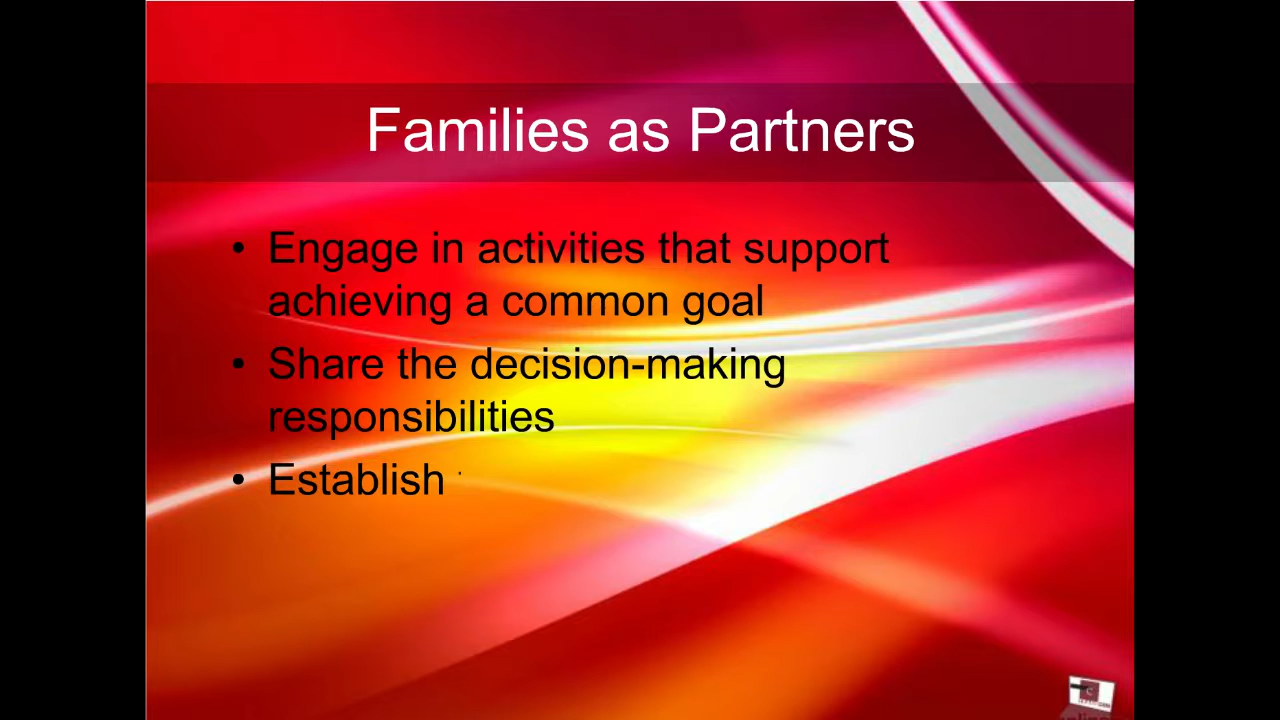 Families as Partners
• Engage in activities that support
achieving a common goal
• Share the decision-making
responsibilities
• Establish